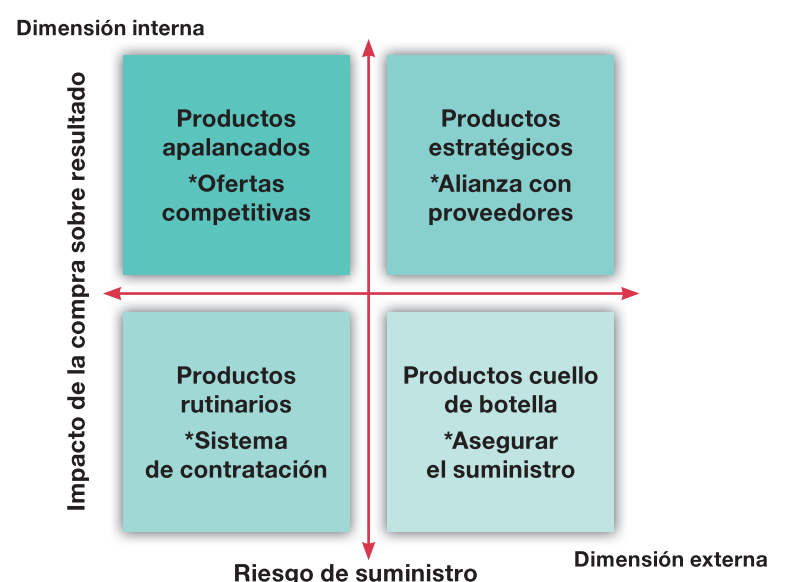 Dimensión interna
Impacto de la compra sobre resultado
Productos
apalancados
*Ofertas
competitivas
Productos
estratégicos
*Alianza con
proveedores
Productos
rutinarios
*Sistema
de contratación
Productos cuello
de botella
*Asegurar
el suministro
Riesgo de suministro
Dimensión externa